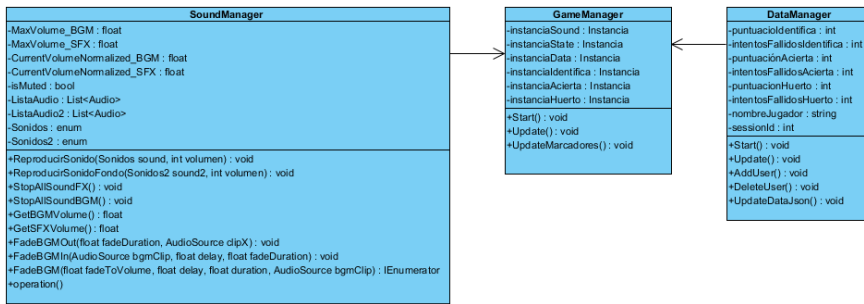 SoundManager
-MaxVolume_BGM : float
-MaxVolume_SFX : float
-CurrentVolumeNormalized_BGM : float
-CurrentVolumeNormalized_SFX : float
-isMuted : bool
-ListaAudio : List<Audio>
-ListaAudio2 : List<Audio>
-Sonidos : enum
-Sonidos2 : enum
+ReproducirSonido(Sonidos sound, int volumen) : void
+ReproducirSonidoFondo(Sonidos2 sound2, int volumen) : void
+StopAllSoundFX() : void
+StopAllSoundBGM() : void
+GetBGMVolume() : float
+GetSFXVolume() : float
+FadeBGMOut(float fadeDuration, AudioSource clipX) : void
+FadeBGMIn(AudioSource bgmClip, float delay, float fadeDuration) : void
+FadeBGM(float fadeToVolume, float delay, float duration, AudioSource bgmClip) : IEnumerator
+operation()
GameManager
-instanciaSound : Instancia
-instanciaState : Instancia
-instanciaData : Instancia
-instanciaIdentifica : Instancia
-instanciaAcierta : Instancia
-instanciaHuerto : Instancia
+Start() : void
+Update() : void
+UpdateMarcadores() : void
DataManager
-puntuacioIdentifica : int
-intentosFallidosIdentifica : int
-puntuaciónAcierta : int
-intentosFallidosAcierta : int
-puntuacionHuerto : int
-intentosFallidosHuerto : int
-nombreJugador : string
-sessionId : int
+Start() : void
+Update() : void
+AddUser() : void
+DeleteUser() : void
+UpdateDataJson() : void